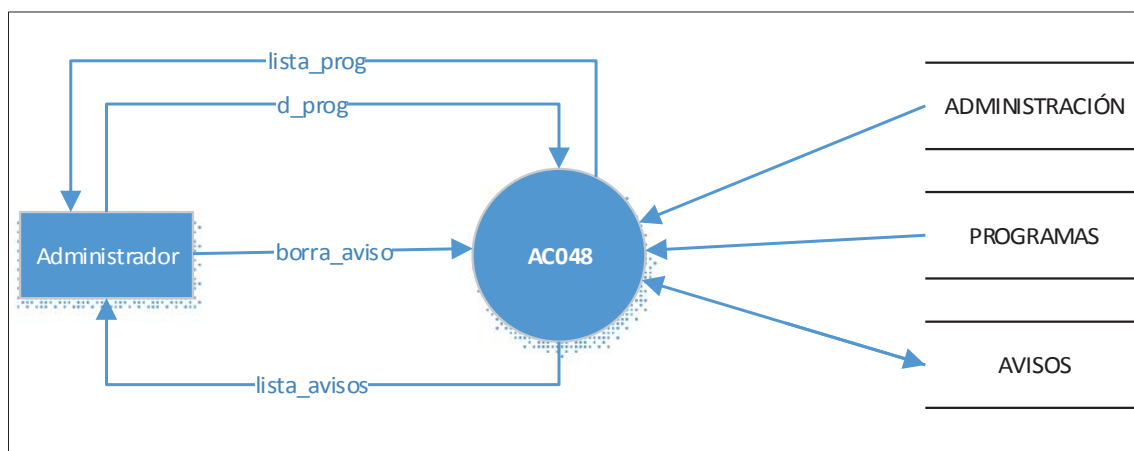 lista_prog
d_prog
ADMINISTRACIÓN
Administrador
borra_aviso
AC048
PROGRAMAS
lista_avisos
AVISOS